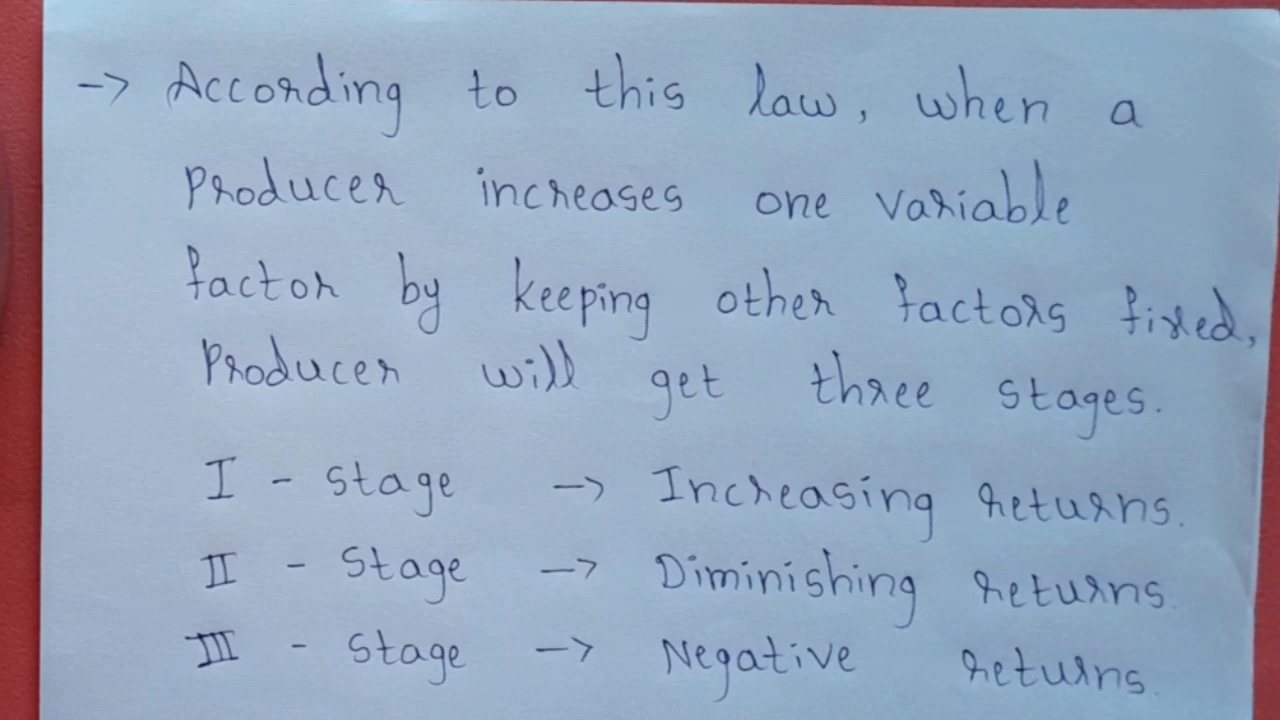 -> According to this law, when a
Producer increases one variable
factor by keeping other factors fixed,
Producer will get three stages.
I - Stage -> Increasing returns.
II - Stage -> Diminishing returns.
III - Stage -> Negative returns.